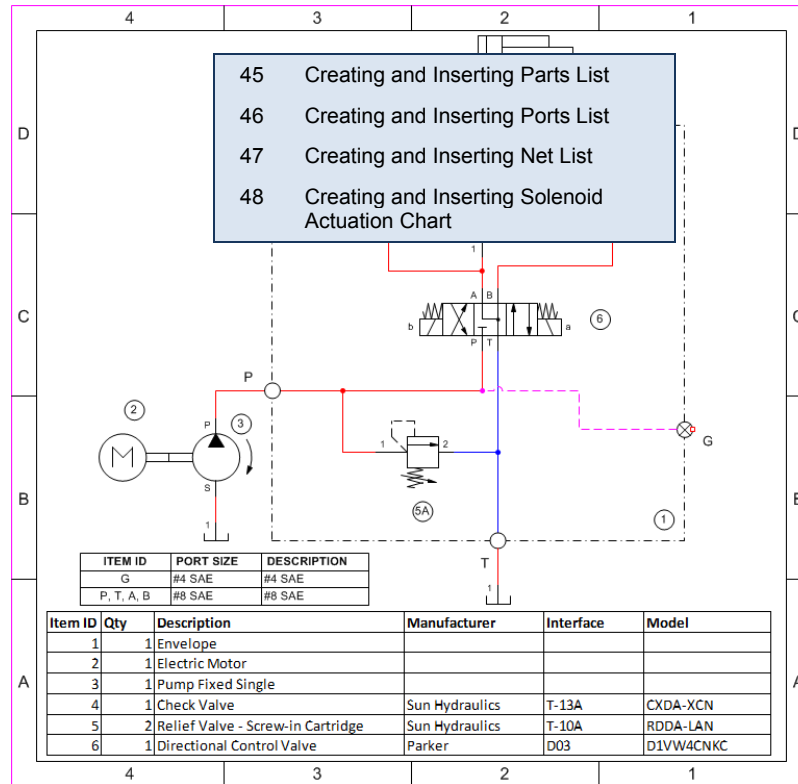 4 3 2 1
45 Creating and Inserting Parts List
46 Creating and Inserting Ports List
47 Creating and Inserting Net List
48 Creating and Inserting Solenoid
Actuation Chart
D
1
A B
C
b a 6
P T
P
2
P 3
M
1 2
G
S
B
5A
1
1
T
1
ITEM ID PORT SIZE DESCRIPTION
G #4 SAE #4 SAE
P, T, A, B #8 SAE #8 SAE
Item ID Qty Description Manufacturer Interface Model
1 1 Envelope
2 1 Electric Motor
3 1 Pump Fixed Single
A
4 1 Check Valve Sun Hydraulics T-13A CXDA-XCN
5 2 Relief Valve - Screw-in Cartridge Sun Hydraulics T-10A RDDA-LAN
6 1 Directional Control Valve Parker D03 D1VW4CNKC
4 3 2 1